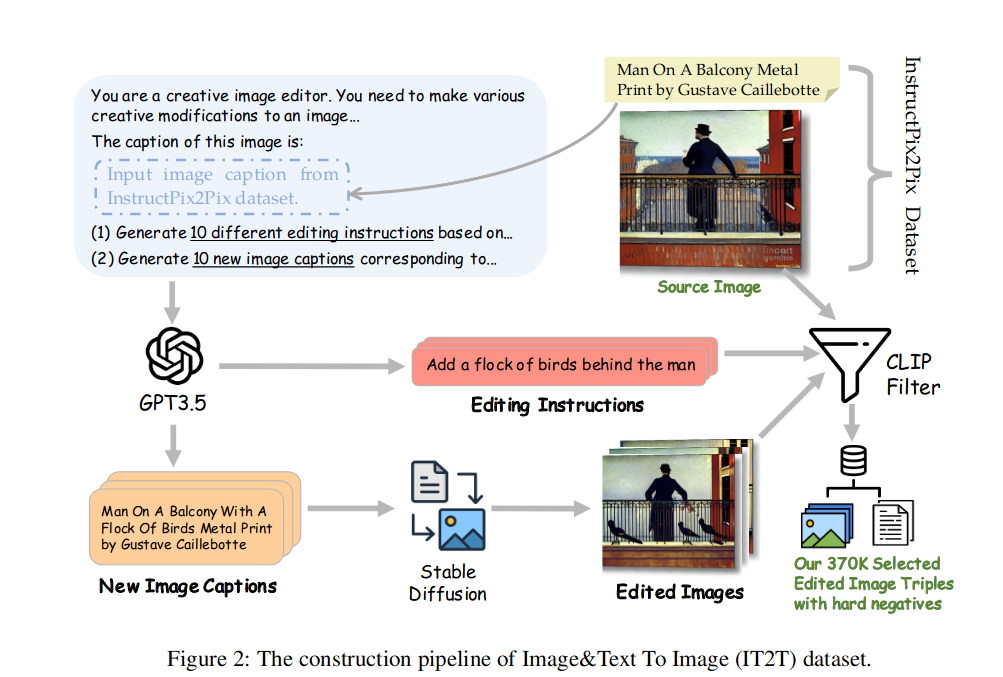 You are a creative image editor. You need to make various
creative modifications to an image...
The caption of this image is:
Input image caption from
InstructPix2Pix dataset.
(1) Generate 10 different editing instructions based on...
(2) Generate 10 new image captions corresponding to...
Man On A Balcony Metal
Print by Gustave Caillebotte
InstructPix2Pix Dataset
Source Image
GPT3.5
Add a flock of birds behind the man
Editing Instructions
CLIP
Filter
Man On A Balcony With A
Flock Of Birds Metal Print
by Gustave Caillebotte
New Image Captions
Stable
Diffusion
Edited Images
Our 370K Selected
Edited Image Triples
with hard negatives
Figure 2: The construction pipeline of Image&Text To Image (IT2T) dataset.